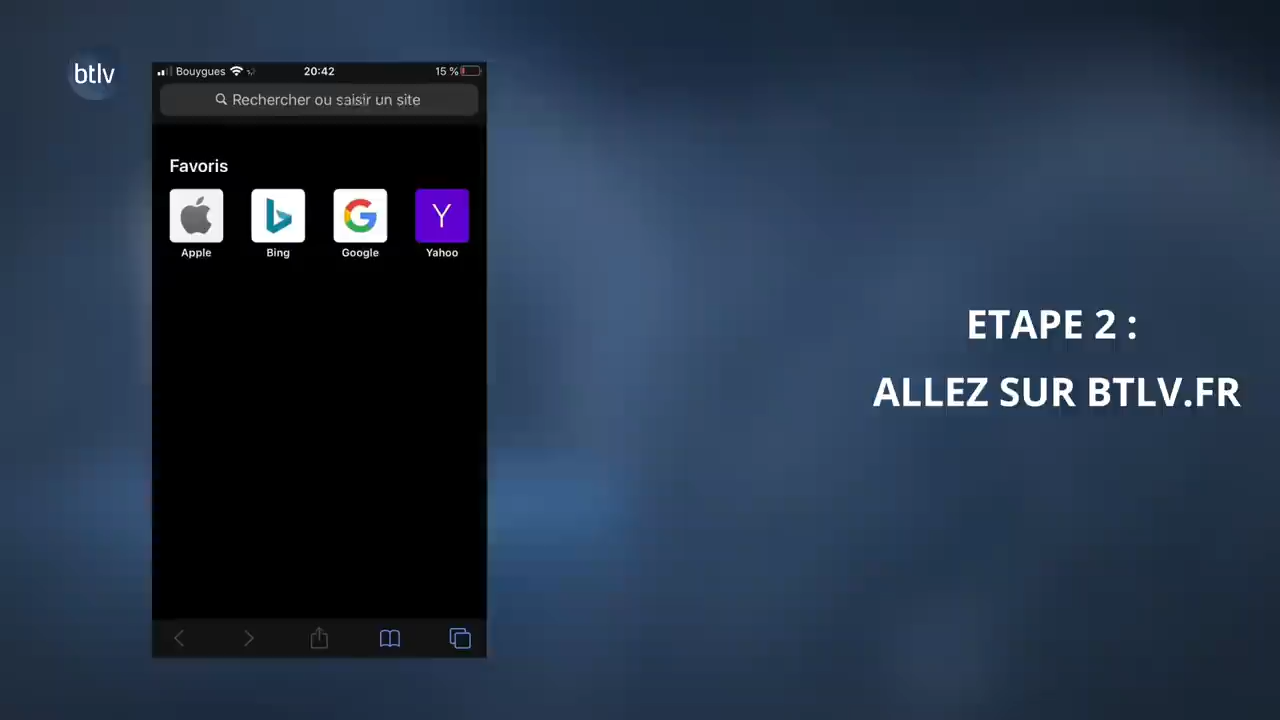 btlv
Bouygues 20:42 15 %
Rechercher ou saisir un site
Favoris
Apple Bing Google Yahoo
ETAPE 2 :
ALLEZ SUR BTLV.FR